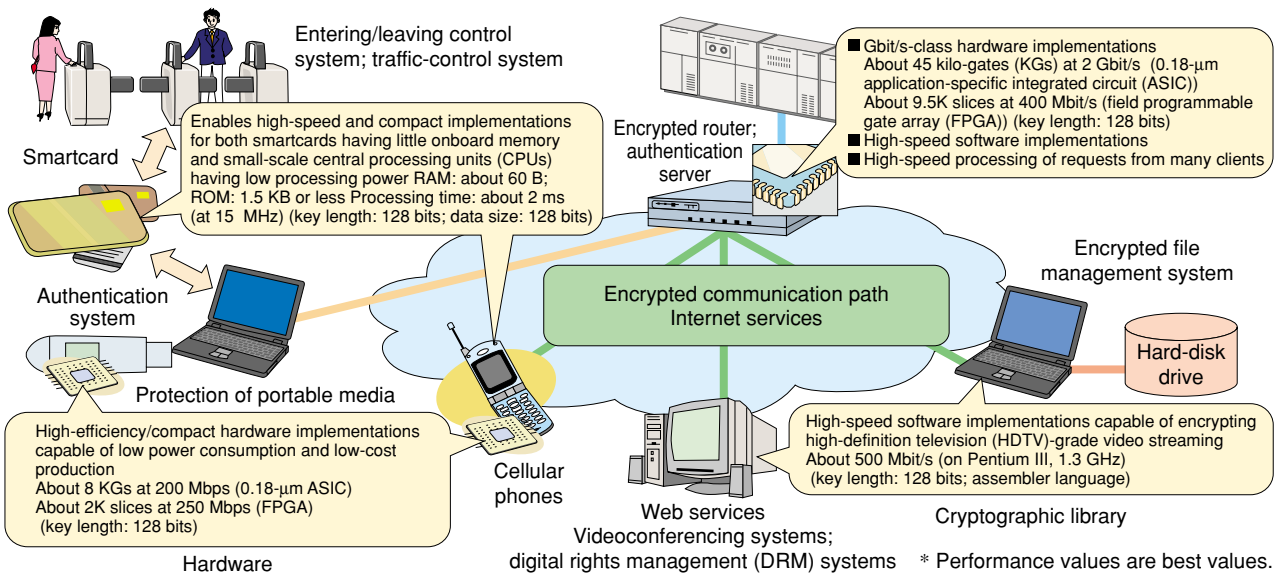 Entering/leaving control
system; traffic-control system
Smartcard
Enables high-speed and compact implementations
for both smartcards having little onboard memory
and small-scale central processing units (CPUs)
having low processing power RAM: about 60 B;
ROM: 1.5 KB or less Processing time: about 2 ms
(at 15 MHz) (key length: 128 bits; data size: 128 bits)
Encrypted router;
authentication
server
■ Gbit/s-class hardware implementations
About 45 kilo-gates (KGs) at 2 Gbit/s (0.18-μm
application-specific integrated circuit (ASIC))
About 9.5K slices at 400 Mbit/s (field programmable
gate array (FPGA)) (key length: 128 bits)
■ High-speed software implementations
■ High-speed processing of requests from many clients
Authentication
system
Encrypted communication path
Internet services
Encrypted file
management system
Hard-disk
drive
Protection of portable media
High-efficiency/compact hardware implementations
capable of low power consumption and low-cost
production
About 8 KGs at 200 Mbps (0.18-μm ASIC)
About 2K slices at 250 Mbps (FPGA)
(key length: 128 bits)
Hardware
Cellular
phones
Web services
Videoconferencing systems;
digital rights management (DRM) systems
High-speed software implementations capable of encrypting
high-definition television (HDTV)-grade video streaming
About 500 Mbit/s (on Pentium III, 1.3 GHz)
(key length: 128 bits; assembler language)
Cryptographic library
* Performance values are best values.